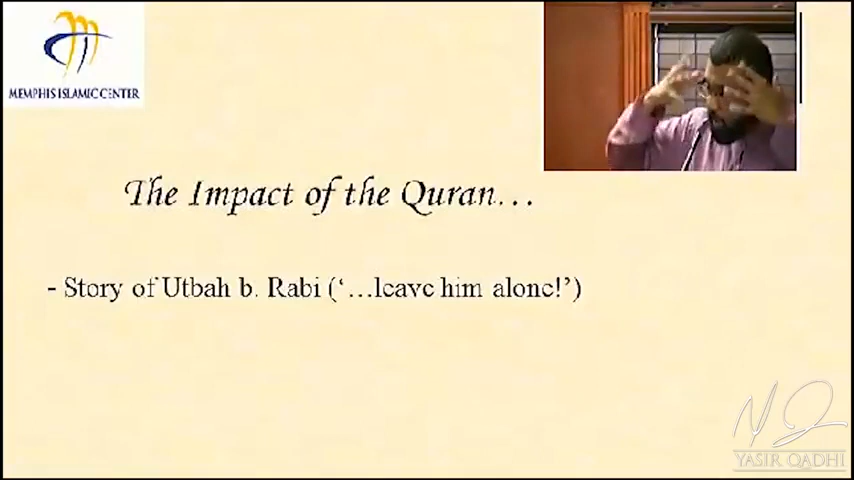 MEMPHIS ISLAMIC CENTER
The Impact of the Quran...
- Story of Utbah b. Rabi (‘...leave him alone!’)
YASIR QADHI